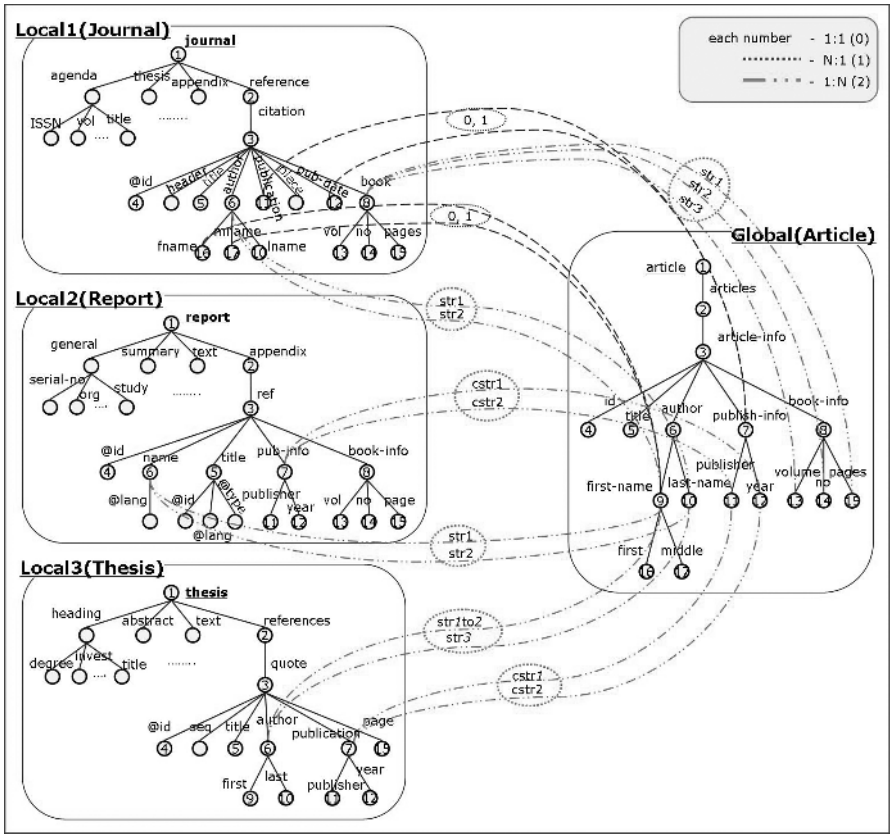 Local1(Journal)
journal
1
agenda
thesis
appendix
reference
2
ISSN
vol
title
....
........
citation
3
@id
header
title
author
publication
place
pub-date
book
4
5
6
11
12
8
fname
mname
lname
vol
no
pages
16
17
10
13
14
15
each number - 1:1 (0)
- N:1 (1)
- 1:N (2)
0, 1
0, 1
str1
str2
str3
Local2(Report)
report
1
general
summary
text
appendix
2
serial-no
org
study
....
........
ref
3
@id
name
title
pub-info
book-info
4
6
5
7
8
@lang
@id
@type
@lang
publisher
year
vol
no
page
11
12
13
14
15
str1
str2
cstr1
cstr2
str1
str2
Global(Article)
article
1
articles
2
article-info
3
id
title
author
publish-info
book-info
4
5
6
7
8
first-name
last-name
publisher
year
volume
no
pages
9
10
11
12
13
14
15
first
middle
16
17
Local3(Thesis)
thesis
1
heading
abstract
text
references
2
degree
invest
title
....
........
quote
3
@id
seq
title
author
publication
page
4
5
6
7
15
first
last
publisher
year
9
10
11
12
str1to2
str3
cstr1
cstr2